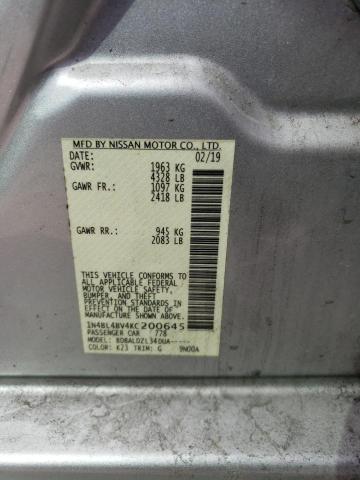 MFD BY NISSAN MOTOR CO., LTD.
DATE: 02/19
GVWR: 1963 KG
4328 LB
GAWR FR: 1097 KG
2418 LB
GAWR RR: 945 KG
2083 LB
THIS VEHICLE CONFORMS TO
ALL APPLICABLE FEDERAL
MOTOR VEHICLE SAFETY,
BUMPER, AND THEFT
PREVENTION STANDARDS IN
EFFECT ON THE DATE OF
MANUFACTURE SHOWN ABOVE.
1N4BL4BV4KC200645
PASSENGER CAR 778
MODEL: BDBALDZL34DUA-----
COLOR: K23 TRIM: G 9N00A